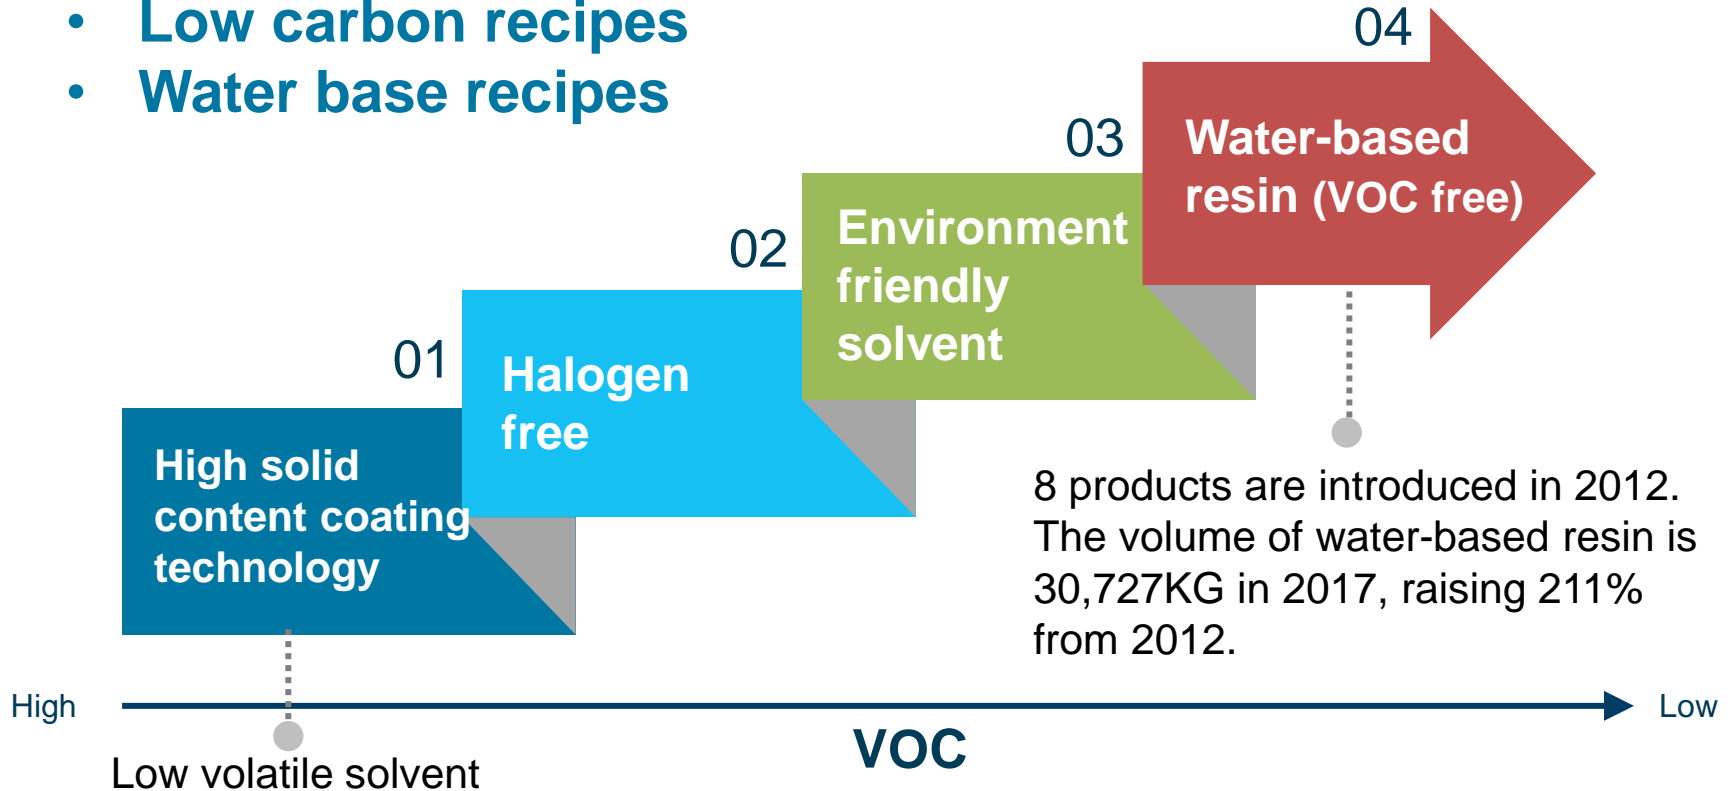 • Low carbon recipes
• Water base recipes
01
High solid
content coating
technology
02
Halogen
free
03
Environment
friendly
solvent
04
Water-based
resin (VOC free)
8 products are introduced in 2012.
The volume of water-based resin is
30,727KG in 2017, raising 211%
from 2012.
High
Low
VOC
Low volatile solvent